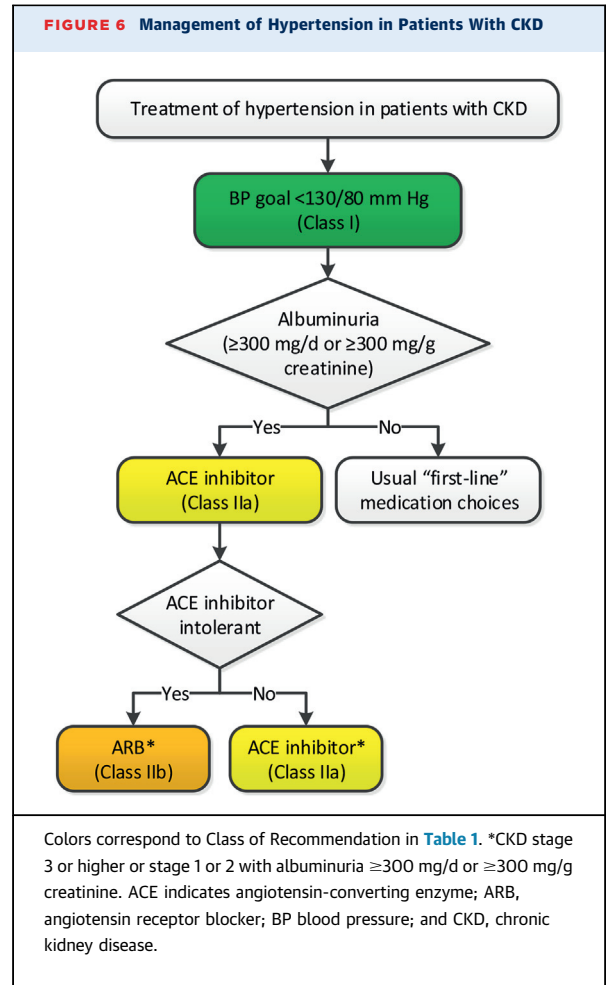 FIGURE 6 Management of Hypertension in Patients With CKD
Treatment of hypertension in patients with CKD
BP goal <130/80 mm Hg
(Class I)
Albuminuria
(≥300 mg/d or ≥300 mg/g
creatinine)
Yes
No
ACE inhibitor
(Class IIa)
Usual “first-line”
medication choices
ACE inhibitor
intolerant
Yes
No
ARB*
(Class IIb)
ACE inhibitor*
(Class IIa)
Colors correspond to Class of Recommendation in Table 1. *CKD stage
3 or higher or stage 1 or 2 with albuminuria ≥300 mg/d or ≥300 mg/g
creatinine. ACE indicates angiotensin-converting enzyme; ARB,
angiotensin receptor blocker; BP blood pressure; and CKD, chronic
kidney disease.